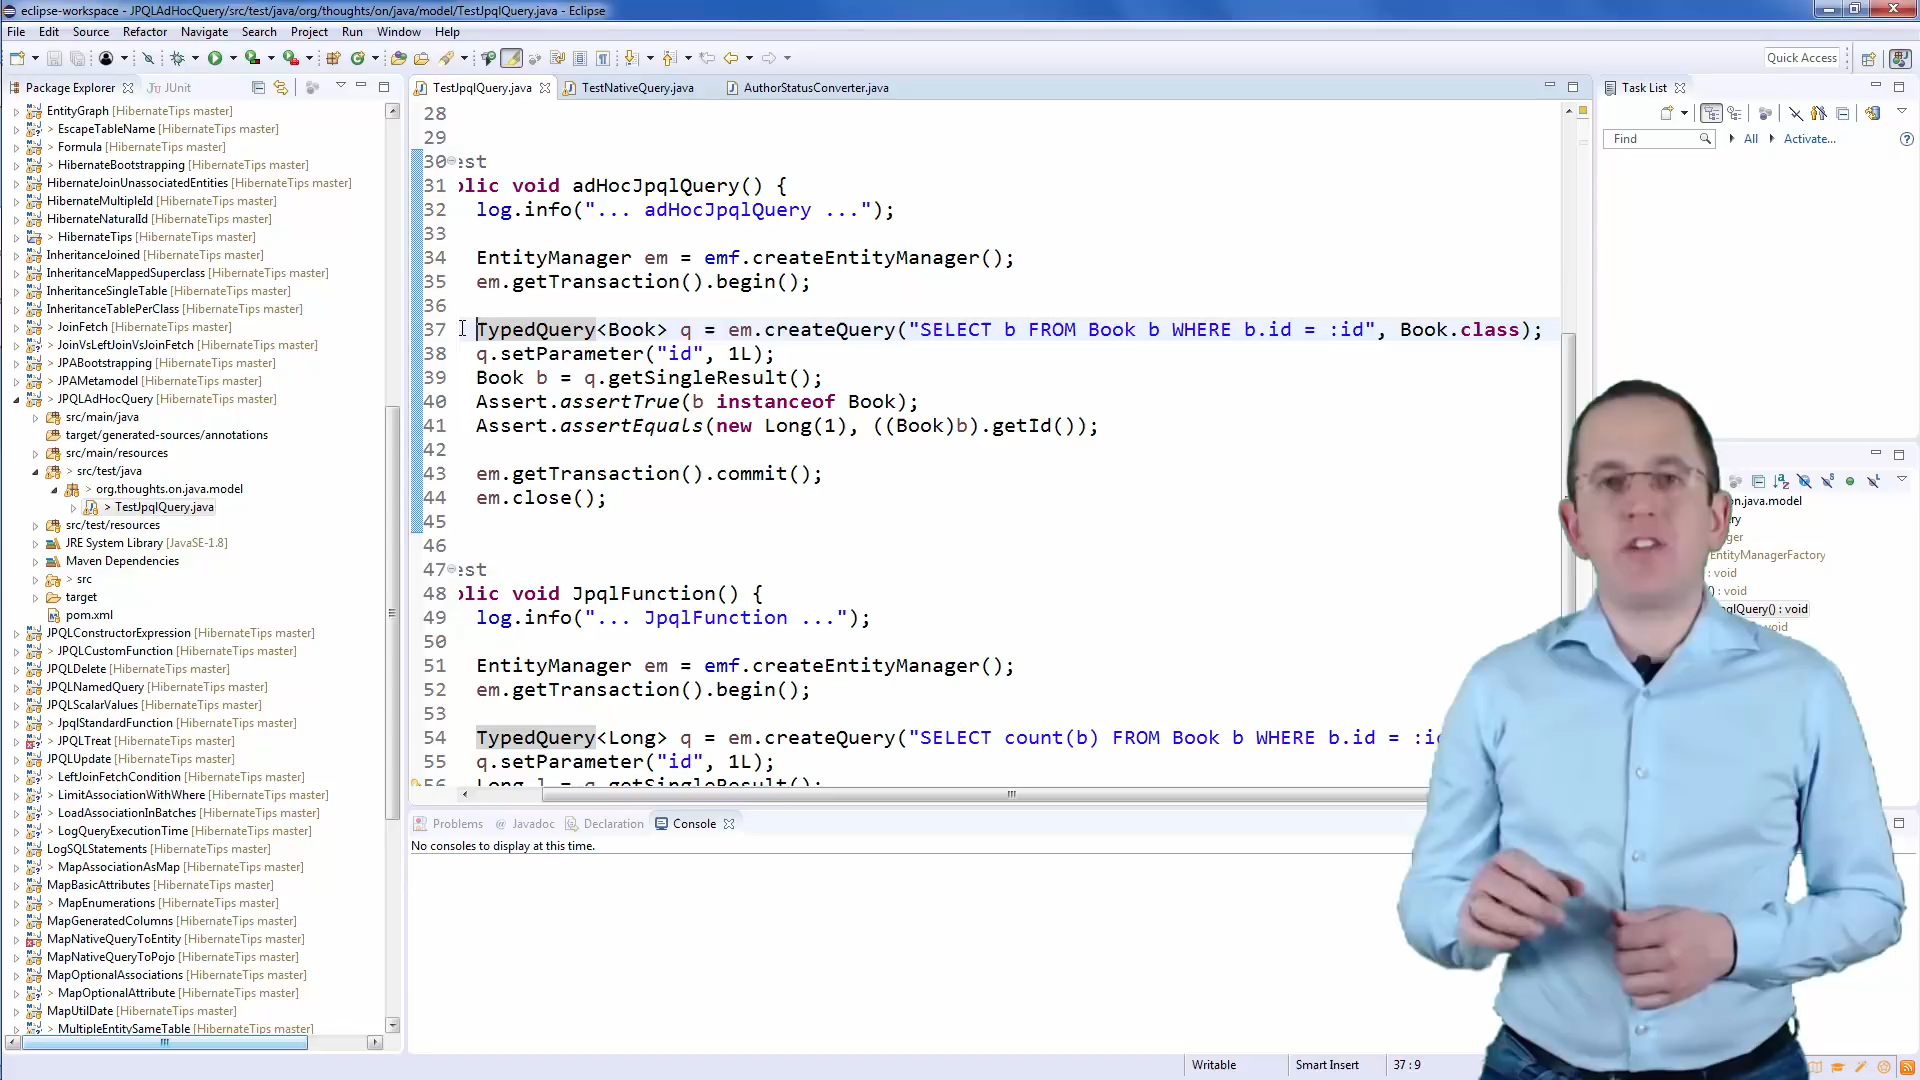 eclipse-workspace - JPQLAdHocQuery/src/test/java/org/thoughts/on/java/model/TestJpqlQuery.java - Eclipse
File Edit Source Refactor Navigate Search Project Run Window Help
Quick Access
Package Explorer JUnit
EntityGraph [HibernateTips master]
> EscapeTableName [HibernateTips master]
> Formula [HibernateTips master]
> HibernateBootstrapping [HibernateTips master]
HibernateJoinUnassociatedEntities [HibernateTips master]
HibernateMultipleId [HibernateTips master]
HibernateNaturalId [HibernateTips master]
> HibernateTips [HibernateTips master]
InheritanceJoined [HibernateTips master]
InheritanceMappedSuperclass [HibernateTips master]
InheritanceSingleTable [HibernateTips master]
InheritanceTablePerClass [HibernateTips master]
> JoinFetch [HibernateTips master]
> JoinVsLeftJoinVsJoinFetch [HibernateTips master]
> JPABootstrapping [HibernateTips master]
> JPAMetamodel [HibernateTips master]
> JPQLAdHocQuery [HibernateTips master]
src/main/java
target/generated-sources/annotations
src/main/resources
> src/test/java
> org.thoughts.on.java.model
> TestJpqlQuery.java
src/test/resources
JRE System Library [JavaSE-1.8]
Maven Dependencies
> src
target
pom.xml
JPQLConstructorExpression [HibernateTips master]
> JPQLCustomFunction [HibernateTips master]
JPQLDelete [HibernateTips master]
JPQLNamedQuery [HibernateTips master]
JPQLScalarValues [HibernateTips master]
> JpqlStandardFunction [HibernateTips master]
> JPQLTreat [HibernateTips master]
JPQLUpdate [HibernateTips master]
> LeftJoinFetchCondition [HibernateTips master]
> LimitAssociationWithWhere [HibernateTips master]
> LoadAssociationInBatches [HibernateTips master]
> LogQueryExecutionTime [HibernateTips master]
LogSQLStatements [HibernateTips master]
> MapAssociationAsMap [HibernateTips master]
MapBasicAttributes [HibernateTips master]
> MapEnumerations [HibernateTips master]
MapGeneratedColumns [HibernateTips master]
MapNativeQueryToEntity [HibernateTips master]
MapNativeQueryToPojo [HibernateTips master]
MapOptionalAssociations [HibernateTips master]
> MapOptionalAttribute [HibernateTips master]
MapUtilDate [HibernateTips master]
> MultipleEntitySameTable [HibernateTips master]
TestJpqlQuery.java TestNativeQuery.java AuthorStatusConverter.java
28
29
30 est
31 blic void adHocJpqlQuery() {
32 log.info("... adHocJpqlQuery ...");
33
34 EntityManager em = emf.createEntityManager();
35 em.getTransaction().begin();
36
37 TypedQuery<Book> q = em.createQuery("SELECT b FROM Book b WHERE b.id = :id", Book.class);
38 q.setParameter("id", 1L);
39 Book b = q.getSingleResult();
40 Assert.assertTrue(b instanceof Book);
41 Assert.assertEquals(new Long(1), ((Book)b).getId());
42
43 em.getTransaction().commit();
44 em.close();
45
46
47 est
48 blic void JpqlFunction() {
49 log.info("... JpqlFunction ...");
50
51 EntityManager em = emf.createEntityManager();
52 em.getTransaction().begin();
53
54 TypedQuery<Long> q = em.createQuery("SELECT count(b) FROM Book b WHERE b.id = :id
55 q.setParameter("id", 1L);
56 Long l = q.getSingleResult();
Problems @ Javadoc Declaration Console
No consoles to display at this time.
Task List
Find All Activate...
on.java.model
ry
ger
EntityManagerFactory
: void
() : void
qlQuery() : void
void
Writable Smart Insert 37 : 9